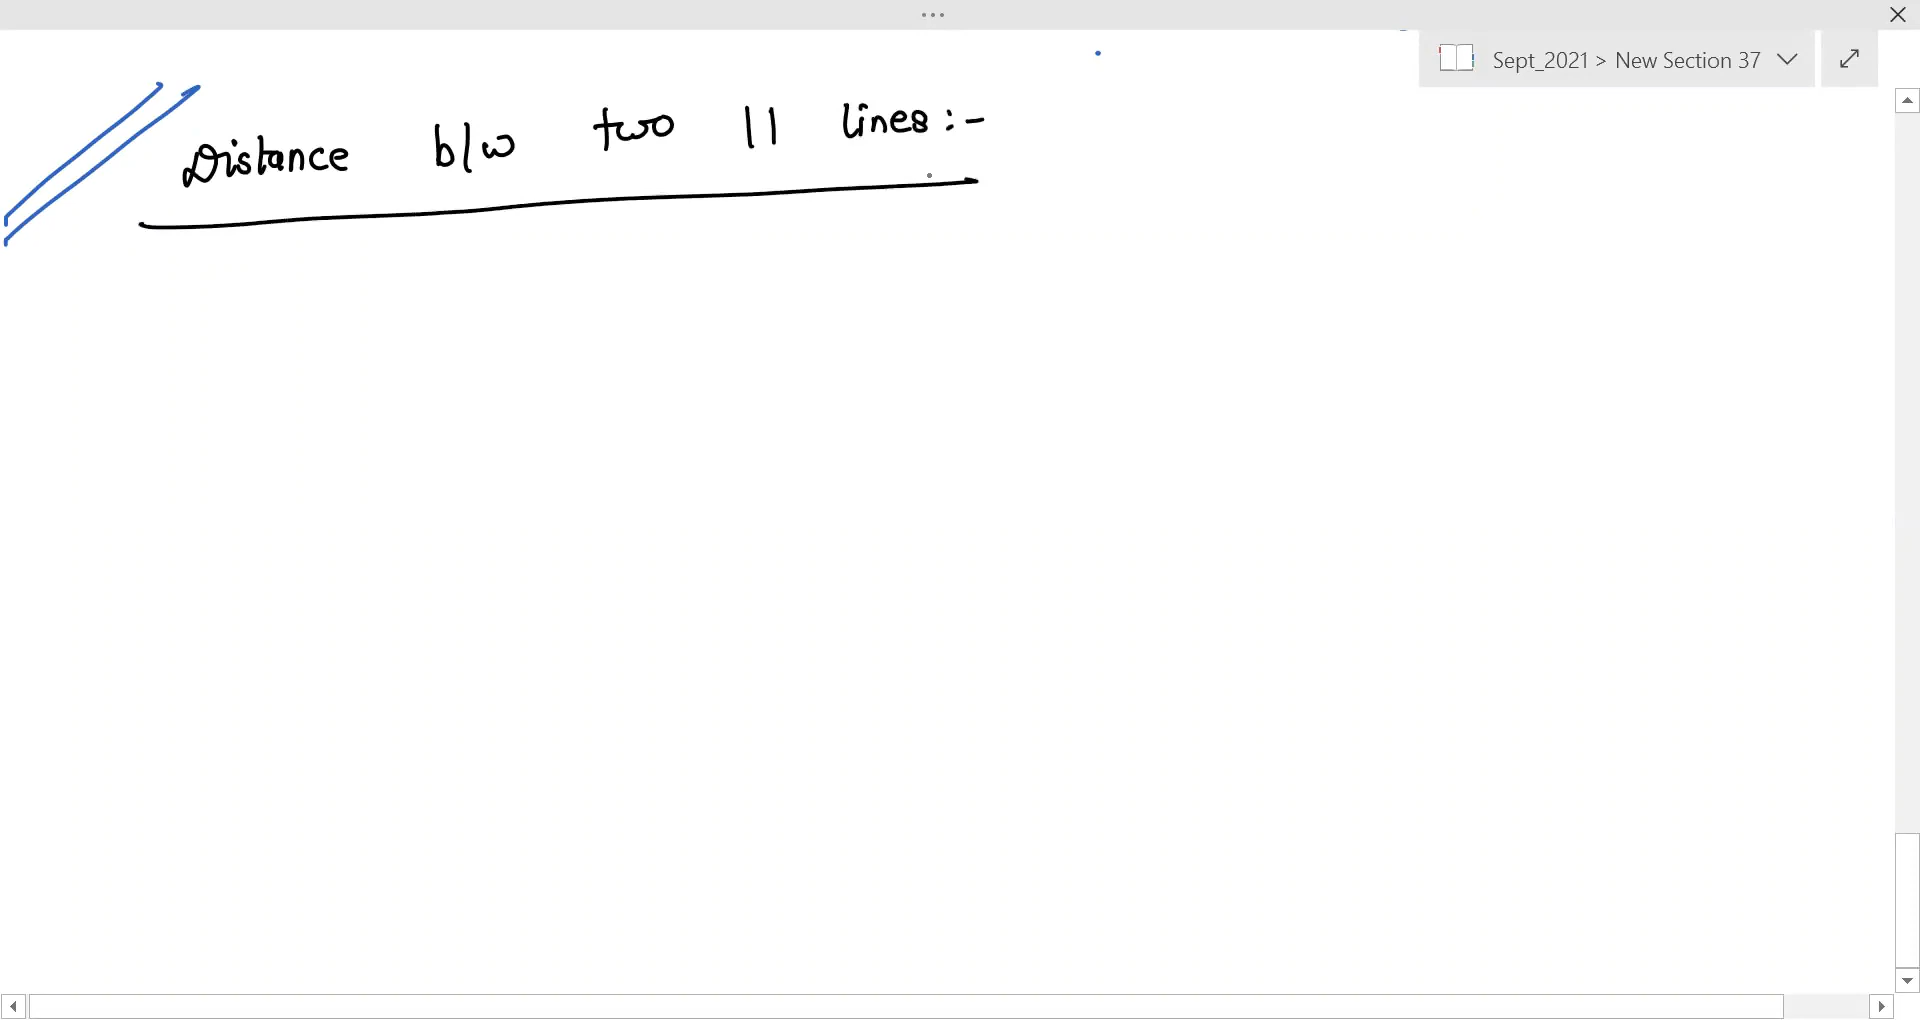 Sept_2021 > New Section 37
Distance b/w two || lines :-